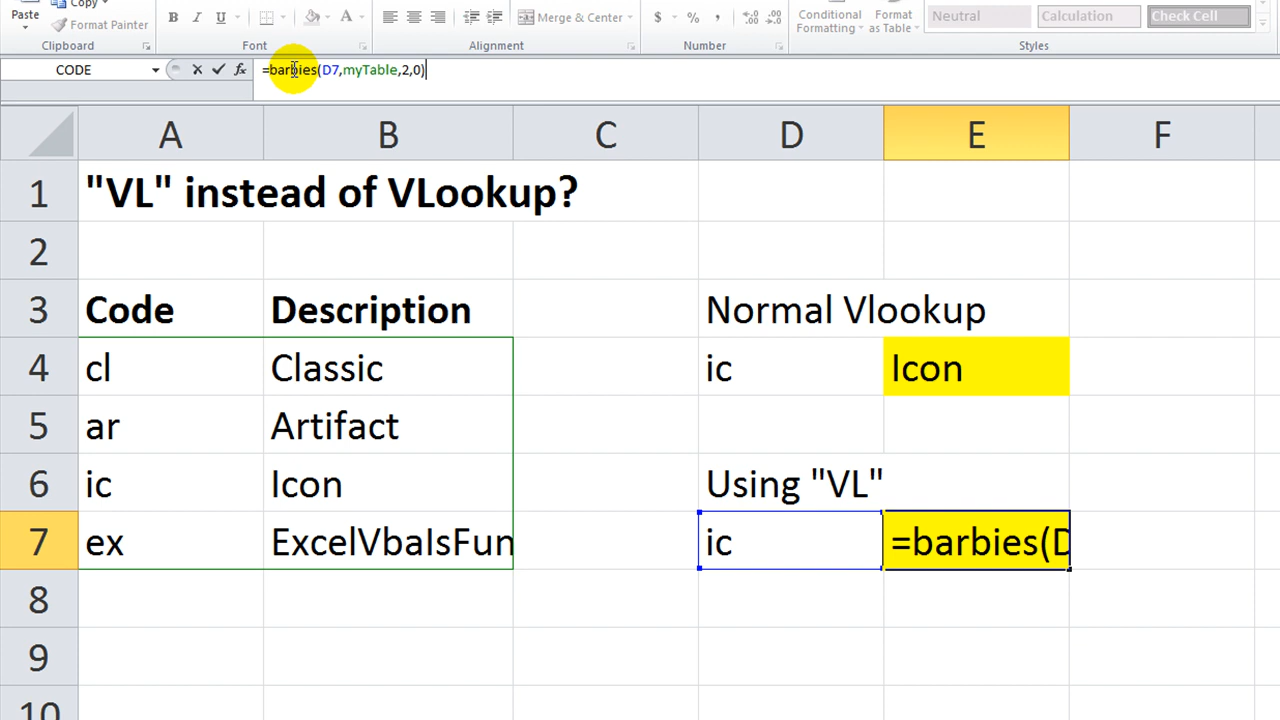 Copy
Paste
Format Painter
B I U A
Merge & Center
$ % ,
Conditional Formatting
Format as Table
Neutral Calculation Check Cell
Clipboard Font Alignment Number Styles
CODE fx =barbies(D7,myTable,2,0)
A B C D E F
1 "VL" instead of VLookup?
2
3 Code Description Normal Vlookup
4 cl Classic ic Icon
5 ar Artifact
6 ic Icon Using "VL"
7 ex ExcelVbaIsFun ic =barbies(D
8
9
10